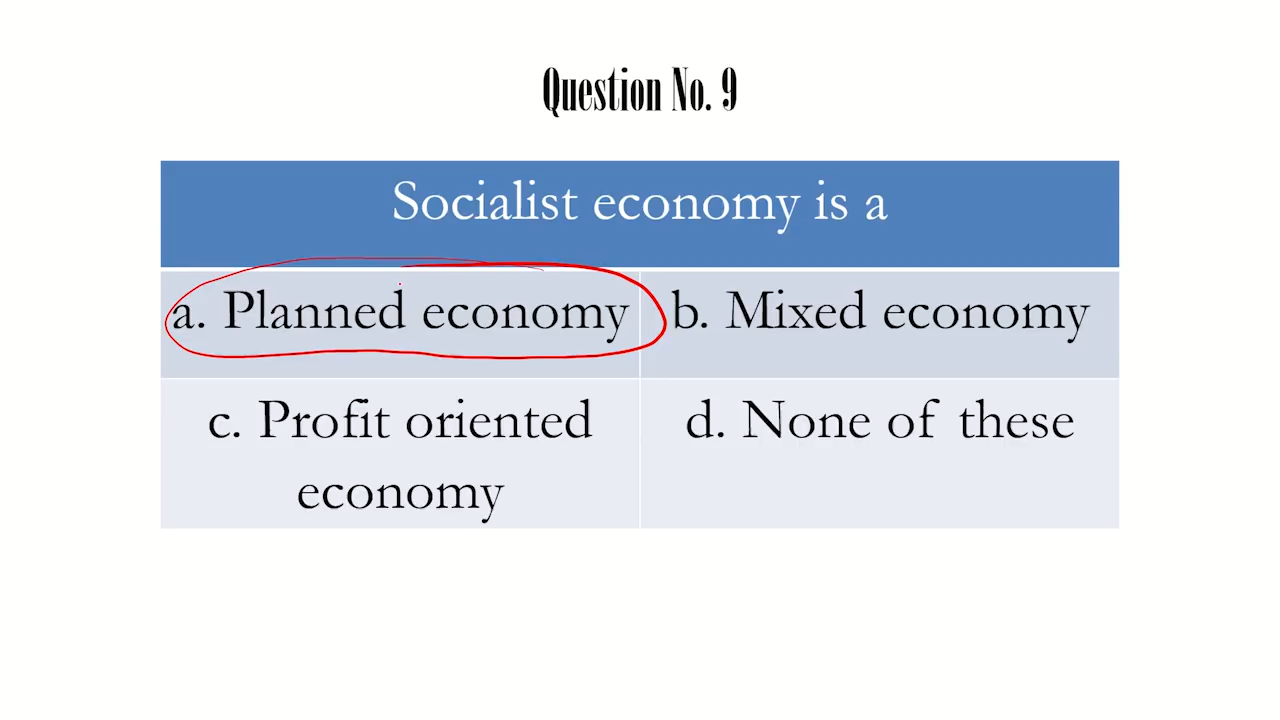 Question No. 9
Socialist economy is a
a. Planned economy
b. Mixed economy
c. Profit oriented
economy
d. None of these